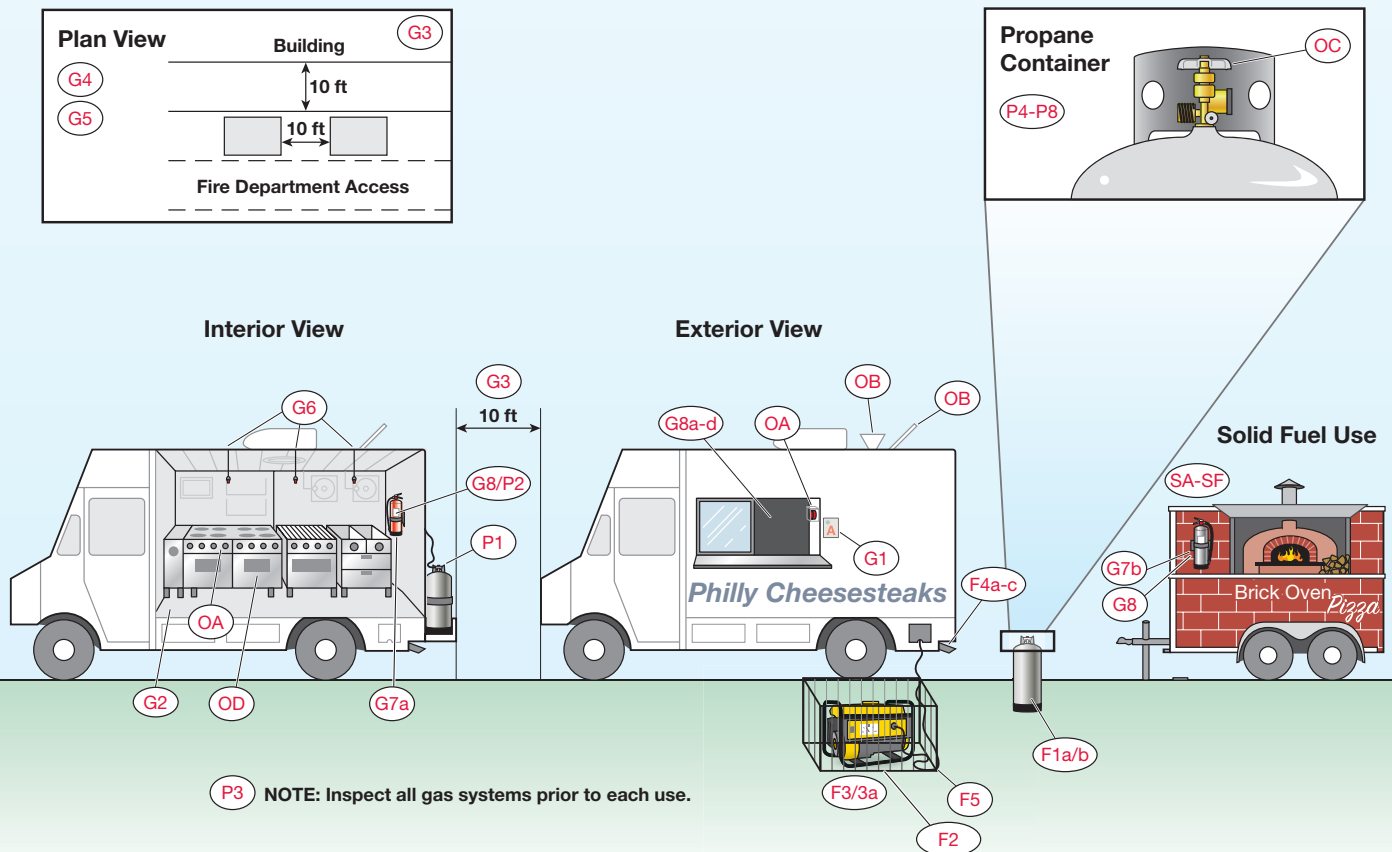 Plan View
Building
G3
G4
10 ft
G5
10 ft
Fire Department Access
Propane
Container
OC
P4-P8
Interior View
Exterior View
G3
10 ft
G6
G8/P2
P1
OA
G2
OD
G7a
OB
OB
G8a-d
OA
A
G1
Philly Cheesesteaks
F4a-c
Solid Fuel Use
SA-SF
G7b
G8
Brick Oven
Pizza
F1a/b
F3/3a
F5
F2
P3 NOTE: Inspect all gas systems prior to each use.